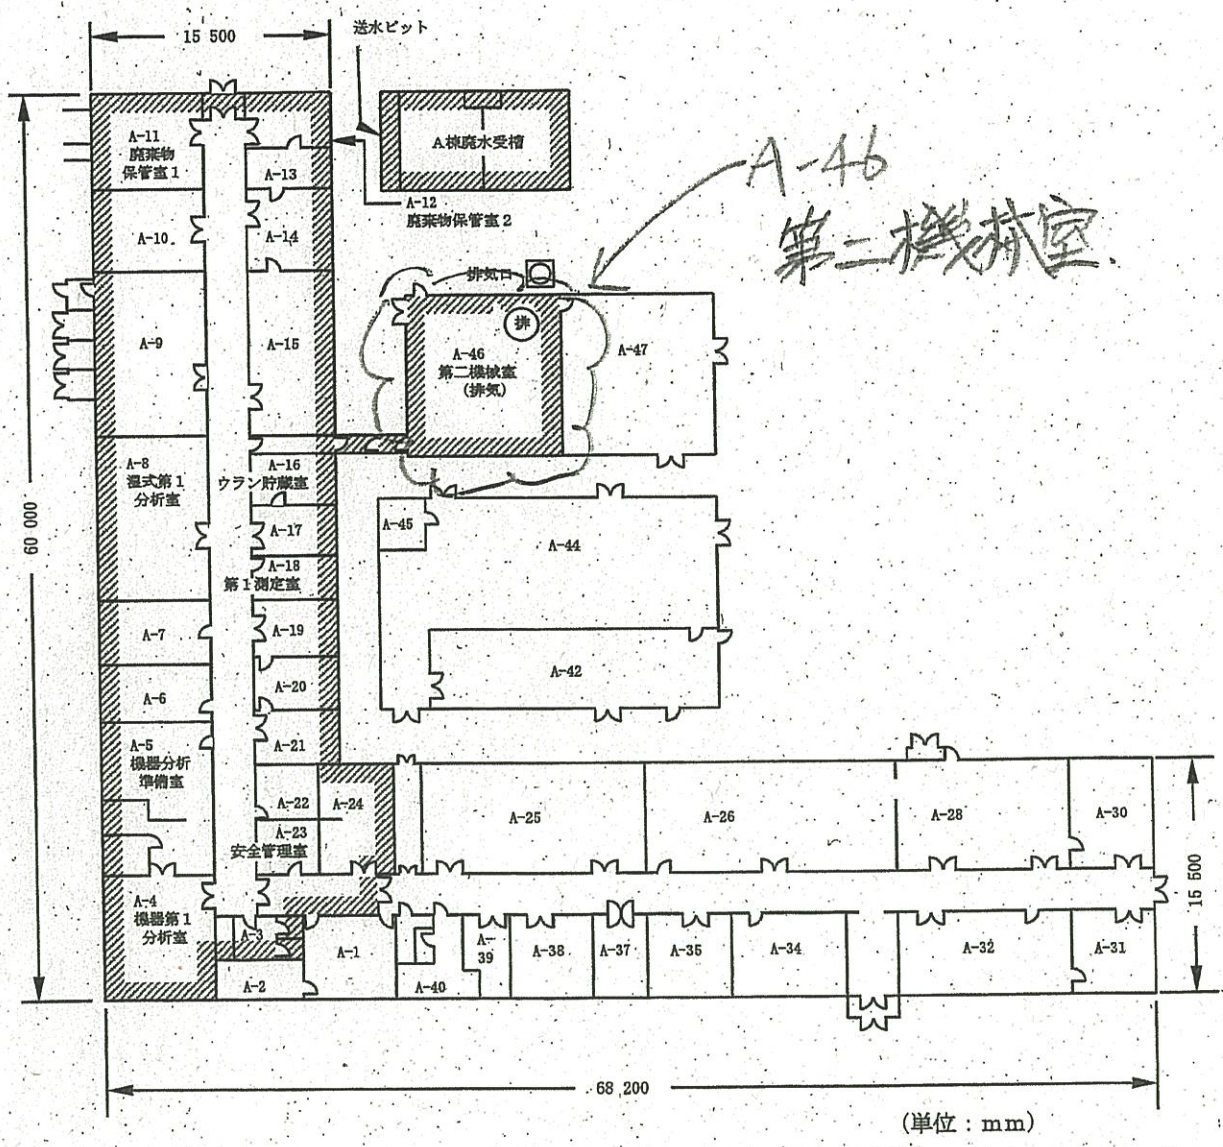 15 500
送水ピット
A-11
廃棄物
保管室1
A-13
A棟廃水受槽
A-12
廃棄物保管室2
A-46
第二機械室.
A-10.
A-14
排気口
排
A-9
A-15
A-46
第二機械室
(排気)
A-47
A-8
湿式第1
分析室
A-16
ウラン貯蔵室
A-17
A-45
A-44
60 000
A-18
第1測定室
A-7
A-19
A-6
A-20
A-42
A-5
機器分析
準備室
A-21
A-22
A-24
A-23
安全管理室
A-25
A-26
A-28
A-30
15 500
A-4
機器第1
分析室
A-3
A-2
A-1
A-40
A-
39
A-38
A-37
A-35
A-34
A-32
A-31
68,200
(単位:mm)